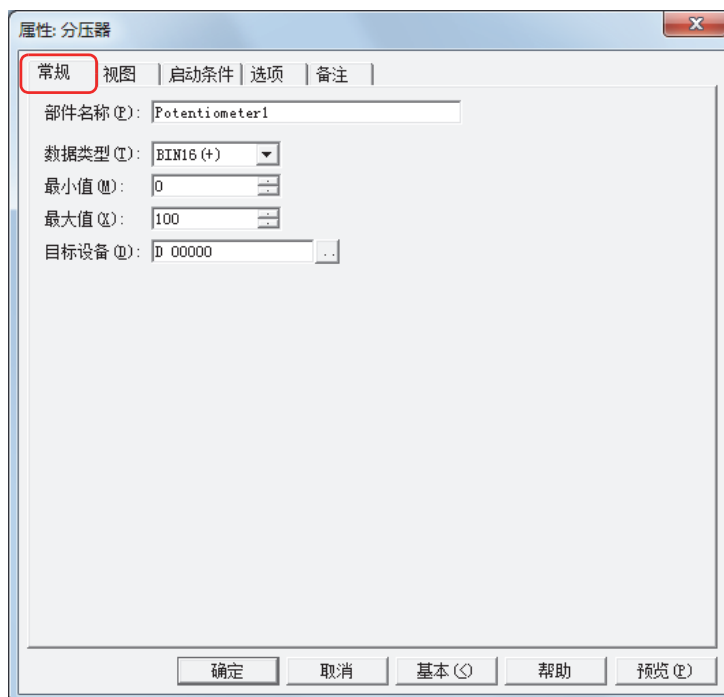 属性: 分压器
常规 视图 启动条件 选项 备注
部件名称(P): Potentiometer1
数据类型(T): BIN16(+)
最小值(M): 0
最大值(X): 100
目标设备(D): D 00000 ..
确定 取消 基本(<) 帮助 预览(P)